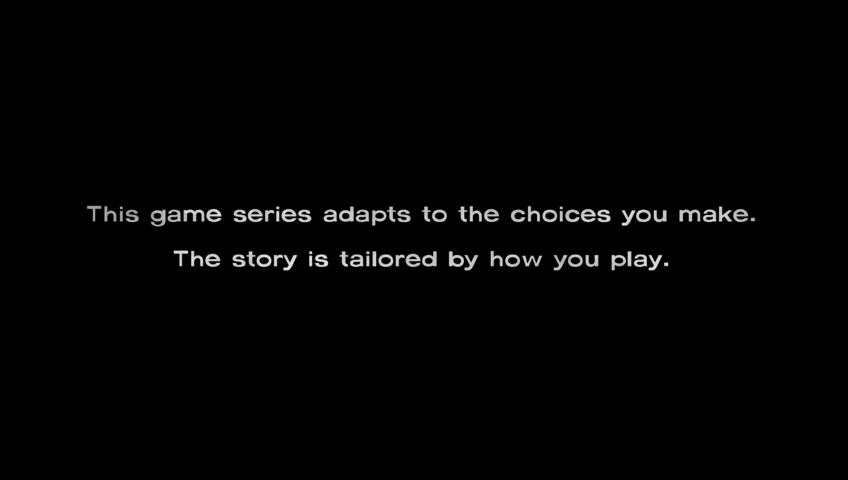 This game series adapts to the choices you make.
The story is tailored by how you play.